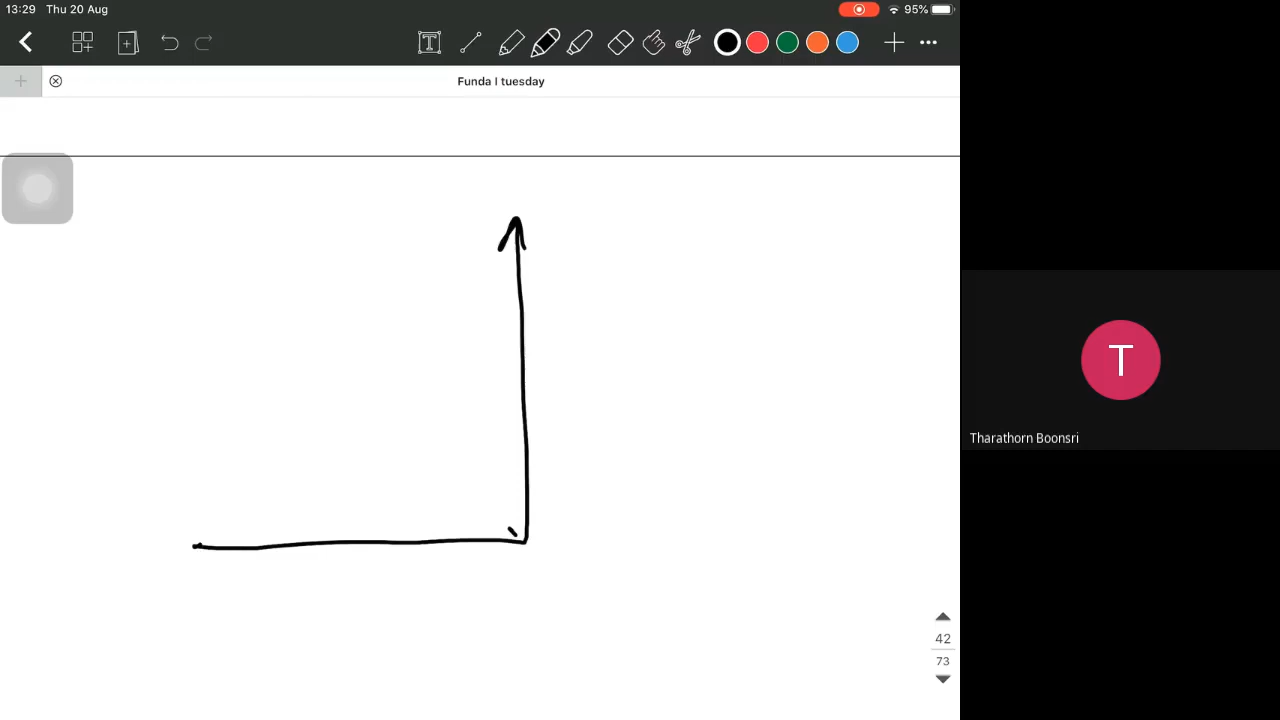 13:29 Thu 20 Aug
95%
T
Funda I tuesday
T
Tharathorn Boonsri
42
73